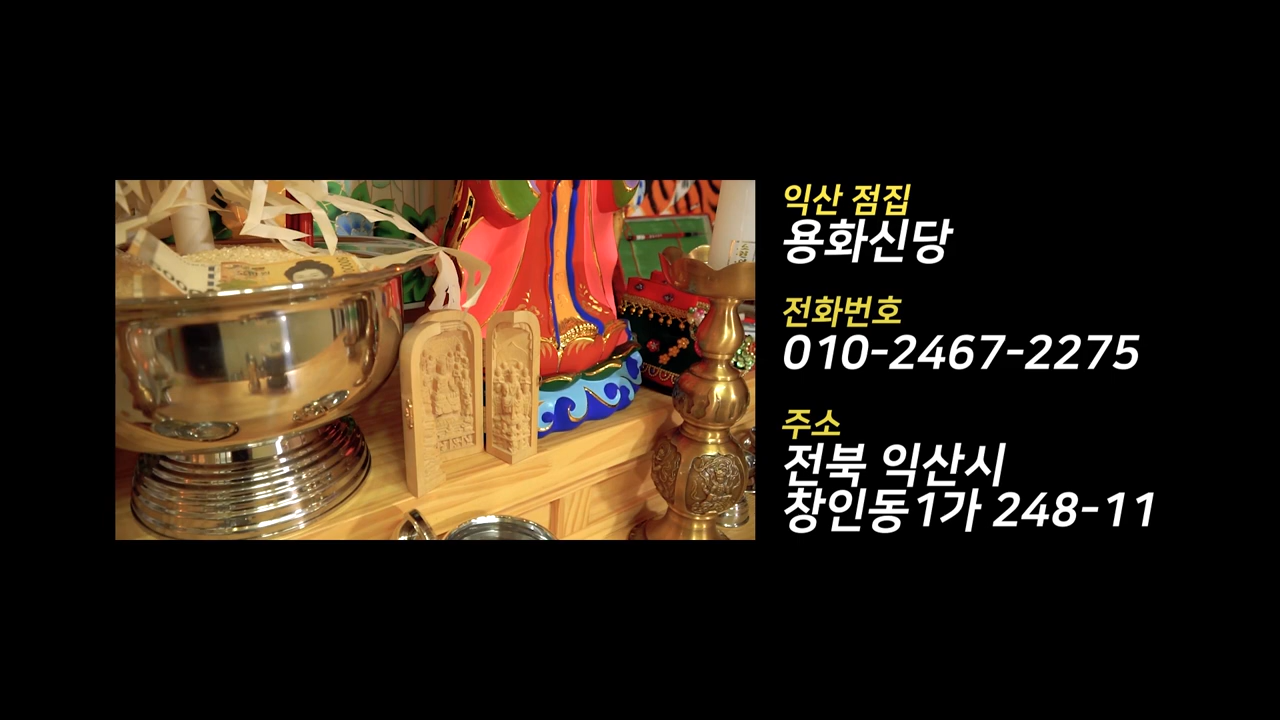 익산 점집
용화신당
전화번호
010-2467-2275
주소
전북 익산시
창인동1가 248-11